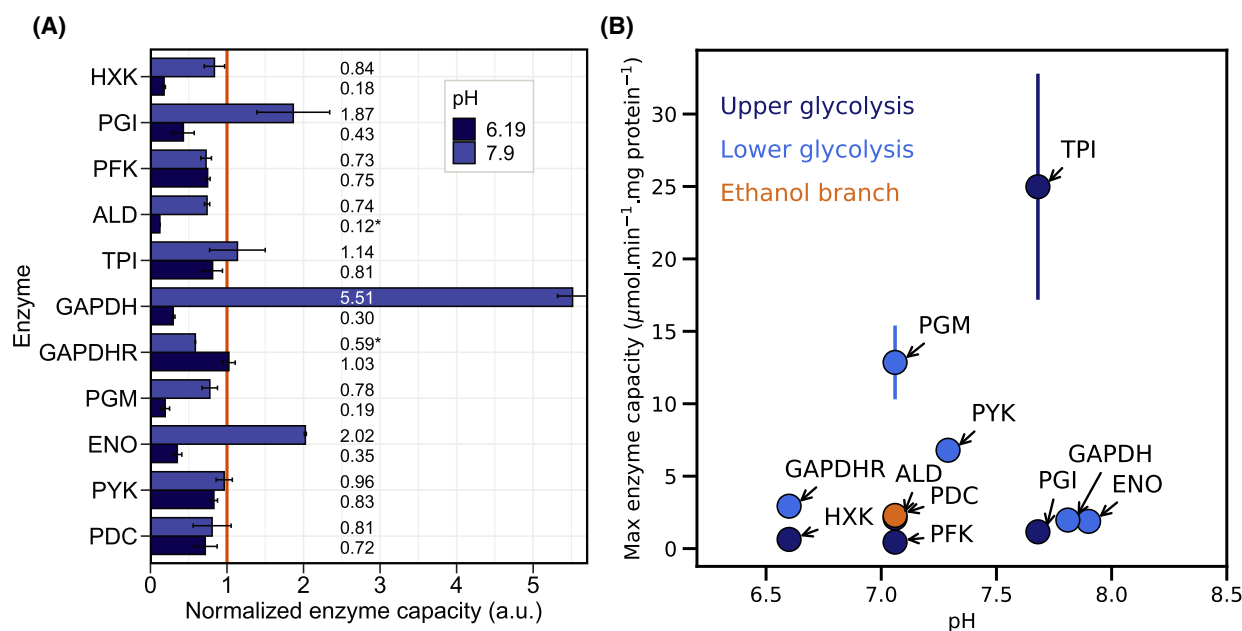 (A)
HXK
PGI
PFK
ALD
TPI
GAPDH
GAPDHR
PGM
ENO
PYK
PDC
Enzyme
0.84
0.18
1.87
0.43
0.73
0.75
0.74
0.12*
1.14
0.81
5.51
0.30
0.59*
1.03
0.78
0.19
2.02
0.35
0.96
0.83
0.81
0.72
pH
6.19
7.9
0 1 2 3 4 5
Normalized enzyme capacity (a.u.)
(B)
Max enzyme capacity (μmol.min⁻¹.mg protein⁻¹)
30
25
20
15
10
5
0
Upper glycolysis
Lower glycolysis
Ethanol branch
TPI
PGM
PYK
GAPDHR
ALD
GAPDH
PGI
ENO
PDC
HXK
PFK
6.5 7.0 7.5 8.0 8.5
pH